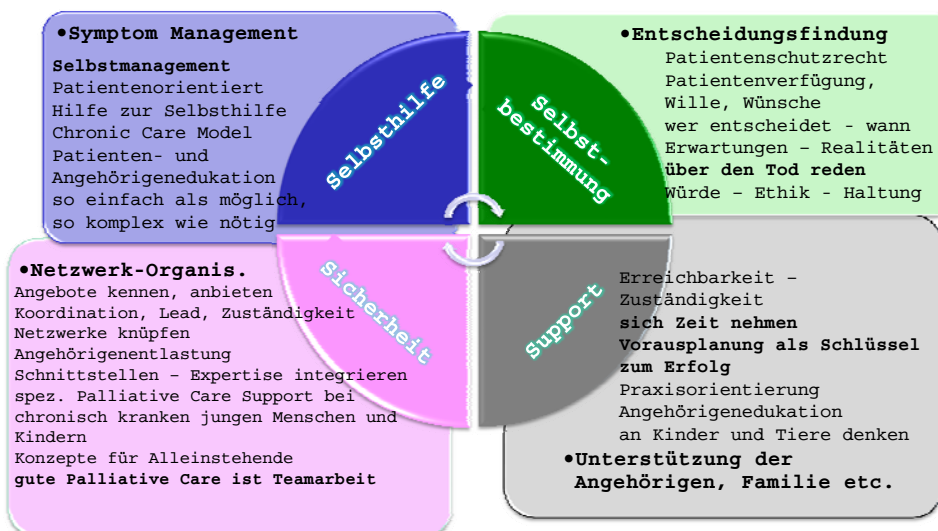 •Symptom Management
Selbstmanagement
Patientenorientiert
Hilfe zur Selbsthilfe
Chronic Care Model
Patienten- und
Angehörigenedukation
so einfach als möglich,
so komplex wie nötig
Selbsthilfe
•Entscheidungsfindung
Patientenschutzrecht
Patientenverfügung,
Wille, Wünsche
wer entscheidet - wann
Erwartungen – Realitäten
über den Tod reden
Würde – Ethik - Haltung
Selbst-
bestimmung
•Netzwerk-Organis.
Angebote kennen, anbieten
Koordination, Lead, Zuständigkeit
Netzwerke knüpfen
Angehörigenentlastung
Schnittstellen – Expertise integrieren
spez. Palliative Care Support bei
chronisch kranken jungen Menschen und
Kindern
Konzepte für Alleinstehende
gute Palliative Care ist Teamarbeit
Sicherheit
Support
Erreichbarkeit –
Zuständigkeit
sich Zeit nehmen
Vorausplanung als Schlüssel
zum Erfolg
Praxisorientierung
Angehörigenedukation
an Kinder und Tiere denken
•Unterstützung der
Angehörigen, Familie etc.